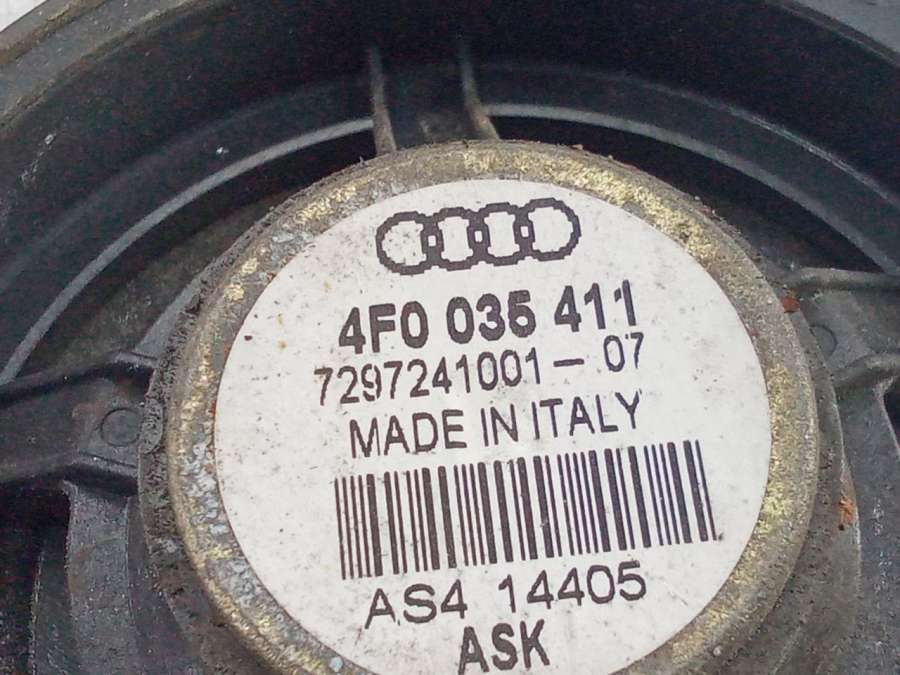 4F0 035 411
7297241001-07
MADE IN ITALY
AS4 14405
ASK